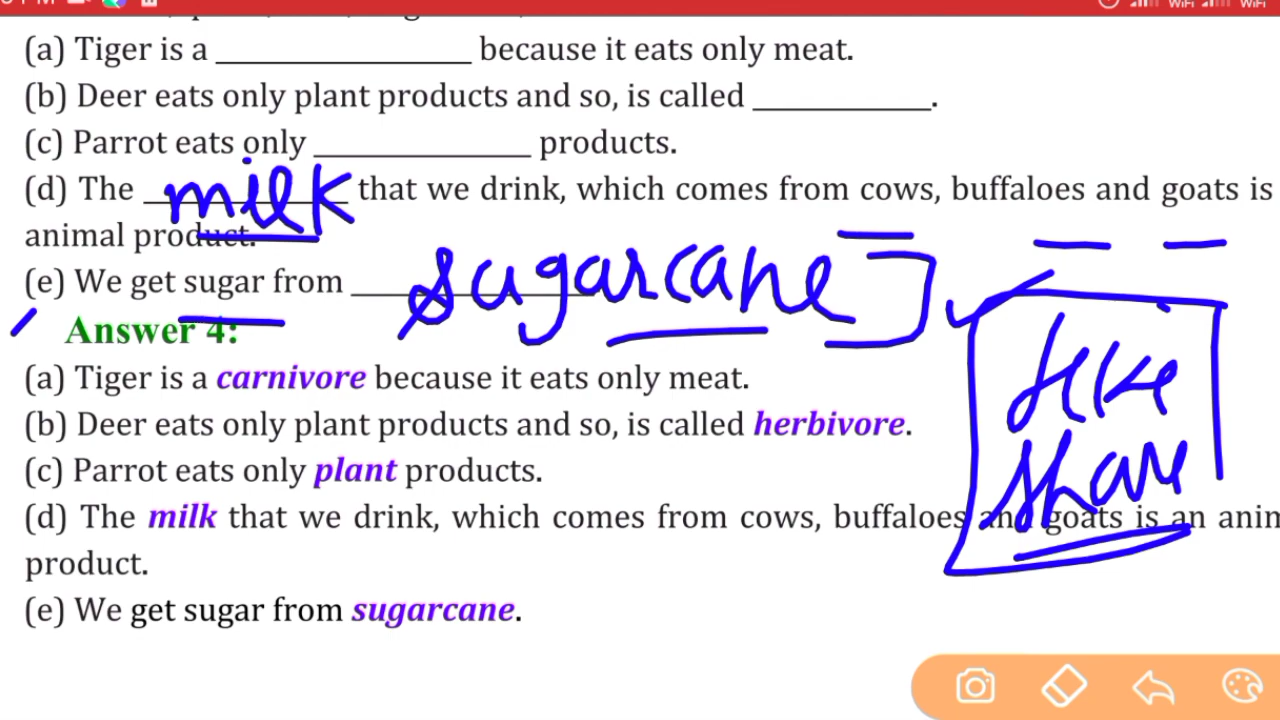 (a) Tiger is a ____________ because it eats only meat.
(b) Deer eats only plant products and so, is called __________.
(c) Parrot eats only ____________ products.
(d) The milk that we drink, which comes from cows, buffaloes and goats is
animal product.
(e) We get sugar from ____________ sugarcane
Answer 4:
like
(a) Tiger is a carnivore because it eats only meat.
(b) Deer eats only plant products and so, is called herbivore.
share
(c) Parrot eats only plant products.
(d) The milk that we drink, which comes from cows, buffaloes and goats is an anim
product.
(e) We get sugar from sugarcane.